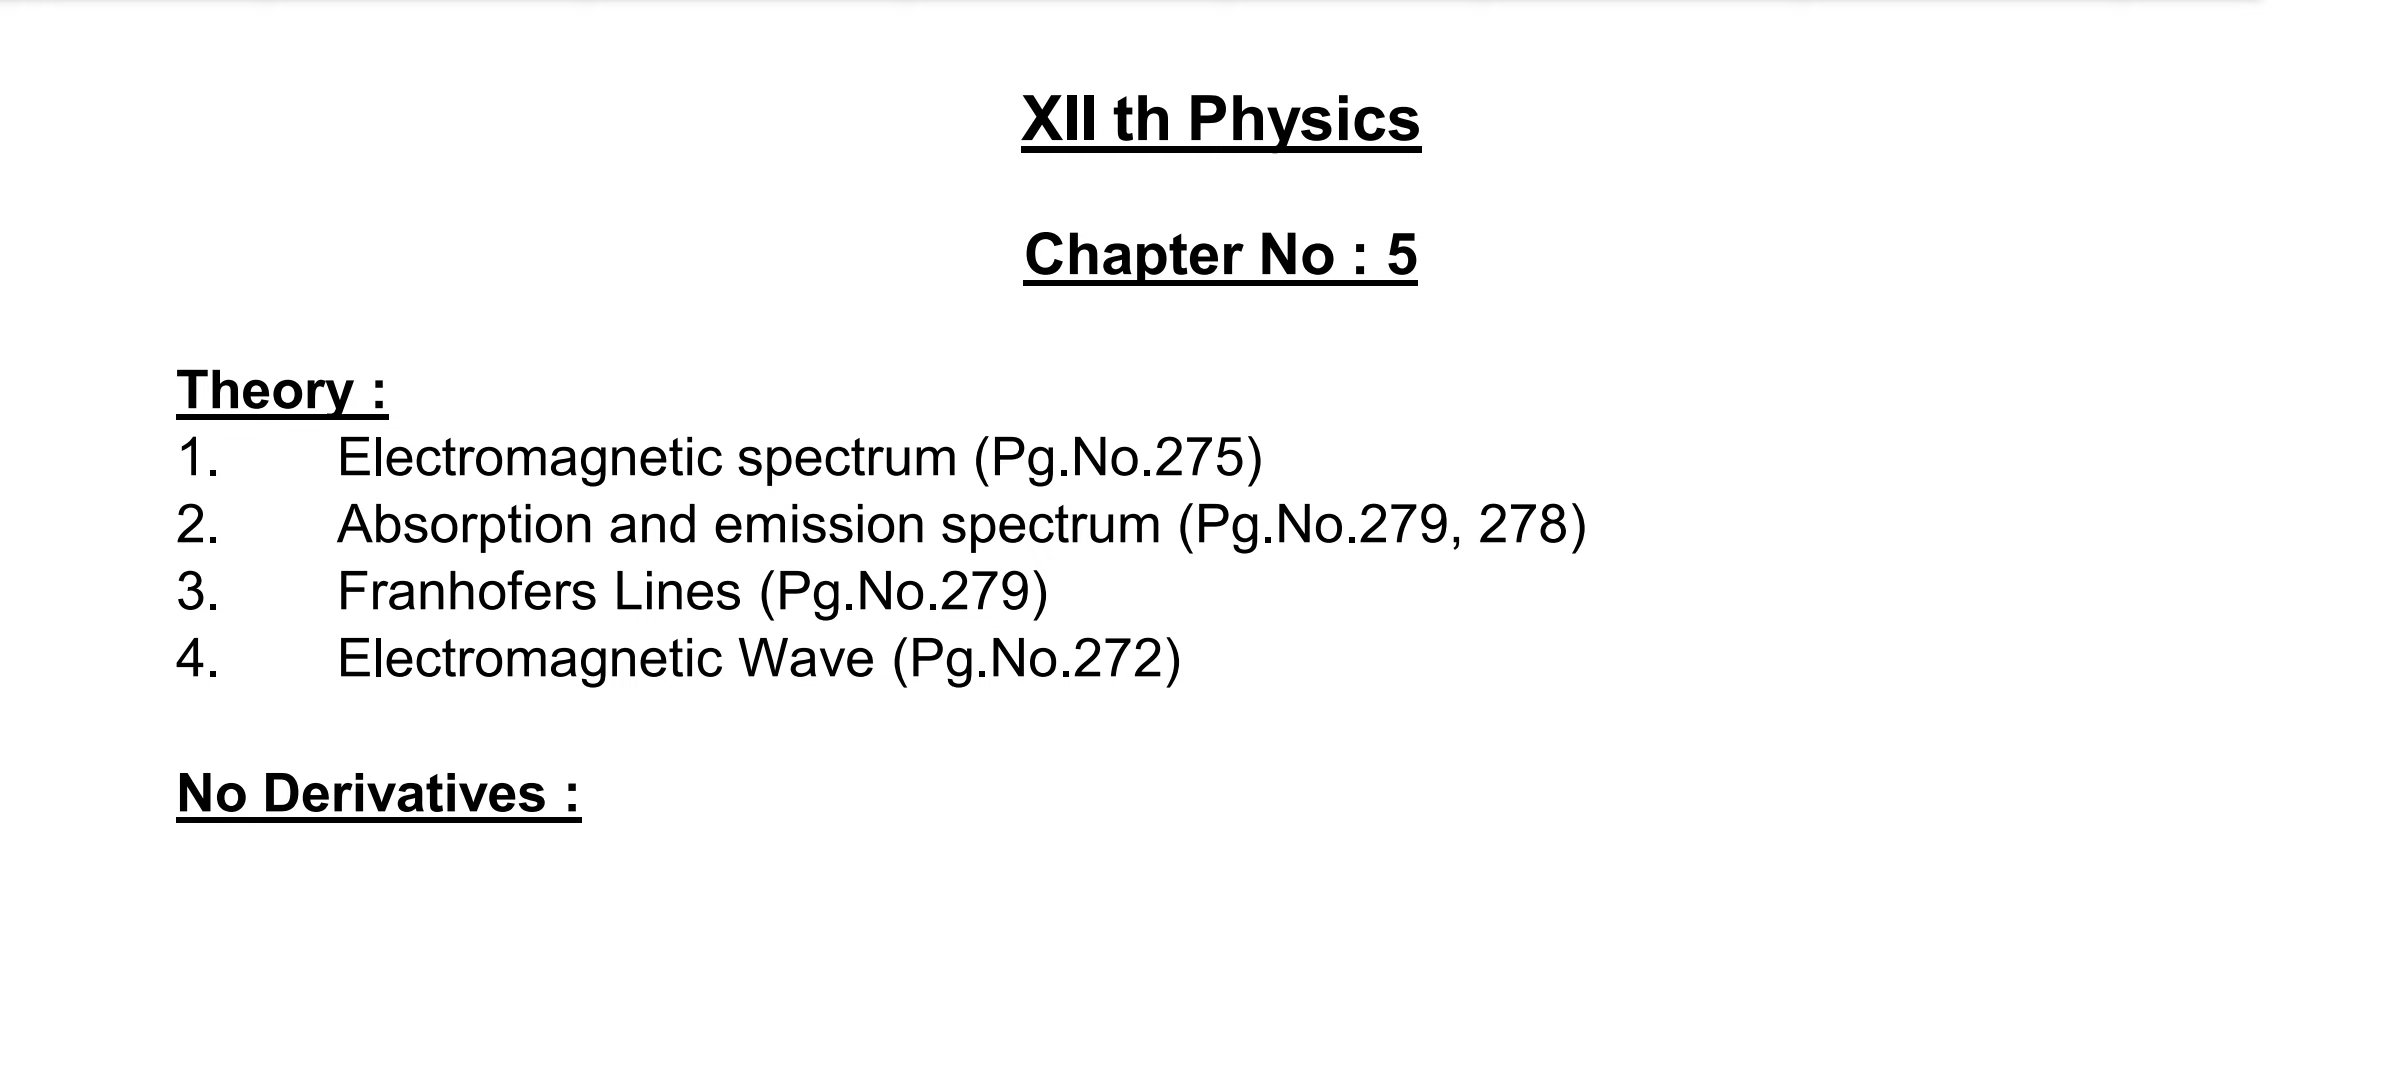 XII th Physics
Chapter No : 5
Theory :
1. Electromagnetic spectrum (Pg.No.275)
2. Absorption and emission spectrum (Pg.No.279, 278)
3. Franhofers Lines (Pg.No.279)
4. Electromagnetic Wave (Pg.No.272)
No Derivatives :